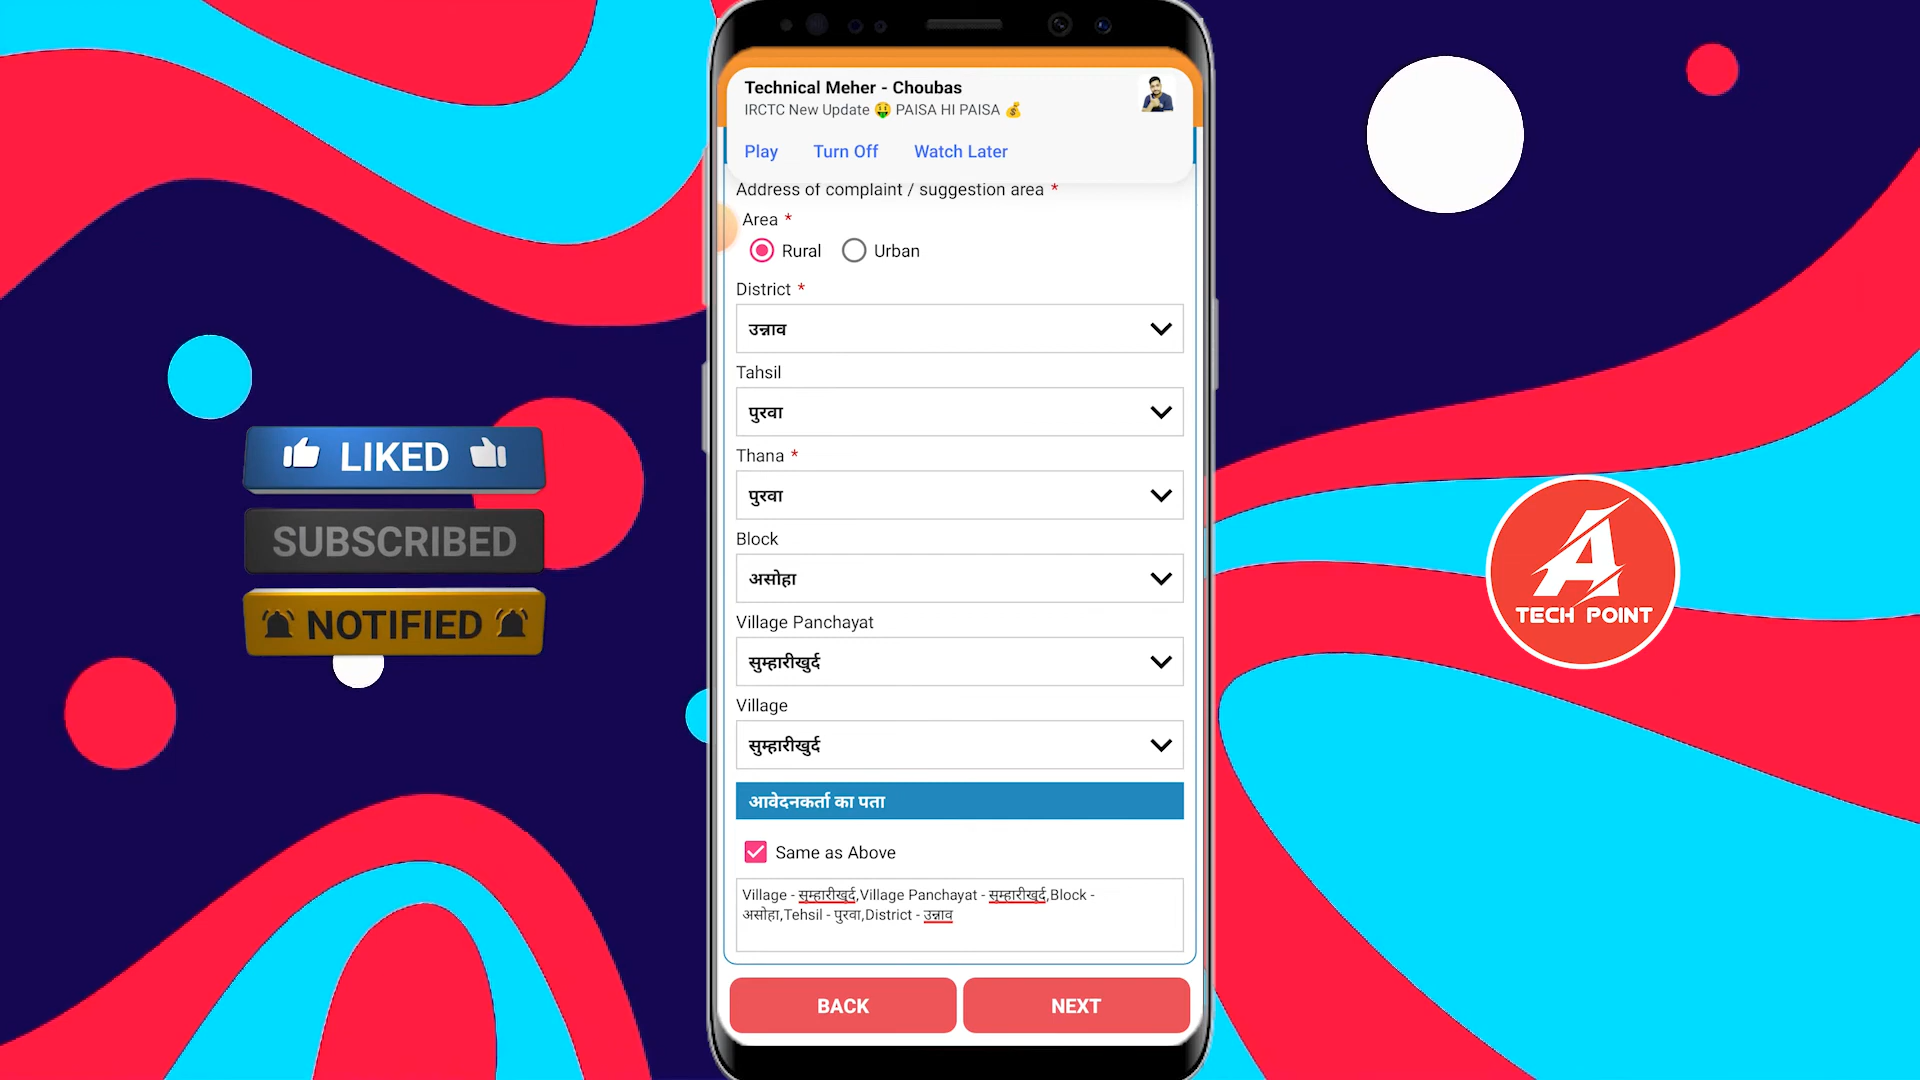 Technical Meher - Choubas
IRCTC New Update 🤑 PAISA HI PAISA 💰
Play Turn Off Watch Later
Address of complaint / suggestion area *
Area *
Rural Urban
District *
उन्नाव
Tahsil
पुरवा
Thana *
पुरवा
Block
असोहा
Village Panchayat
सुम्हारीखुर्द
Village
सुम्हारीखुर्द
आवेदनकर्ता का पता
Same as Above
Village - सुम्हारीखुर्द,Village Panchayat - सुम्हारीखुर्द,Block -
असोहा,Tehsil - पुरवा,District - उन्नाव
BACK NEXT
LIKED
SUBSCRIBED
NOTIFIED
A
TECH POINT